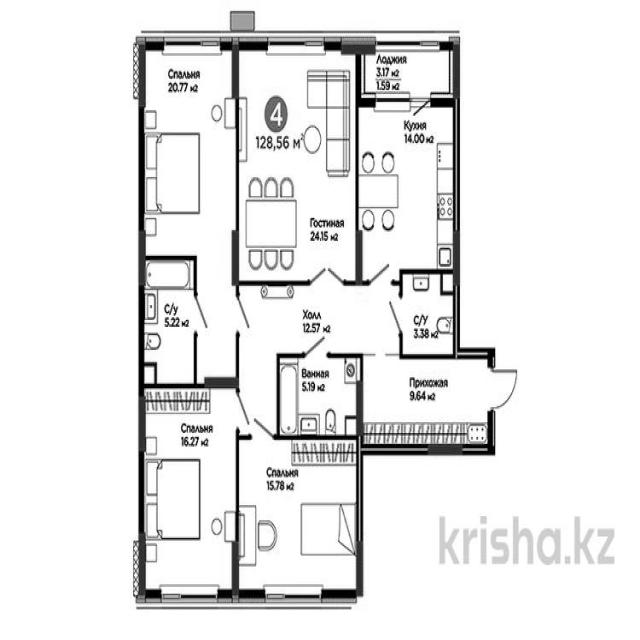 Спальня
20.77 м2
4
128,56 м2
Лоджия
3.17 м2
1.59 м2
Кухня
14.00 м2
Гостиная
24.15 м2
С/у
5.22 м2
Холл
12.57 м2
С/У
3.38 м2
Ванная
5.19 м2
Прихожая
9.64 м2
Спальня
16.27 м2
Спальня
15.78 м2
krisha.kz